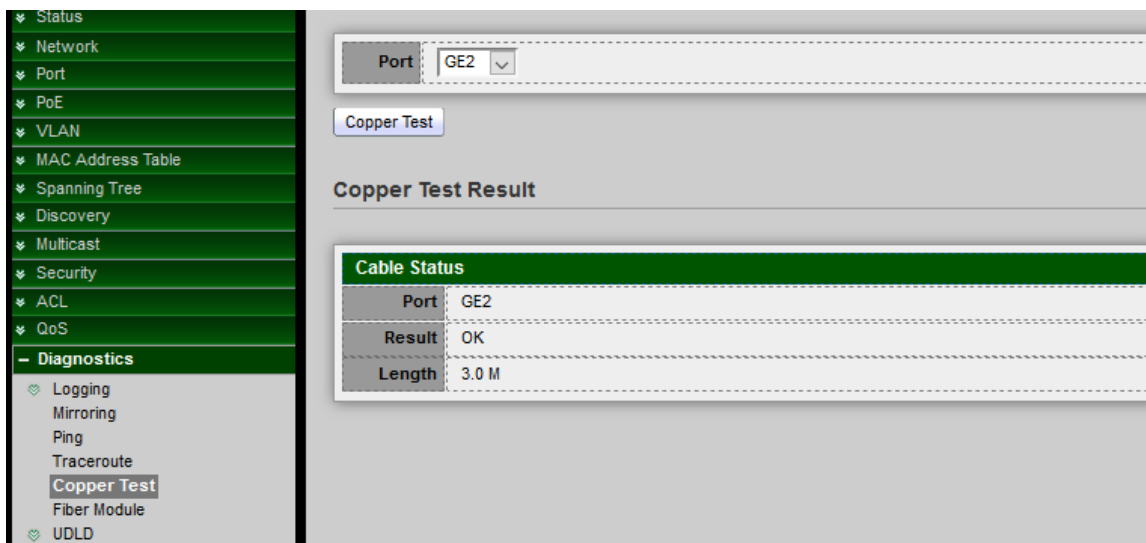 Status
Network
Port
PoE
VLAN
MAC Address Table
Spanning Tree
Discovery
Multicast
Security
ACL
QoS
Diagnostics
Logging
Mirroring
Ping
Traceroute
Copper Test
Fiber Module
UDLD
Port GE2
Copper Test
Copper Test Result
Cable Status
Port GE2
Result OK
Length 3.0 M